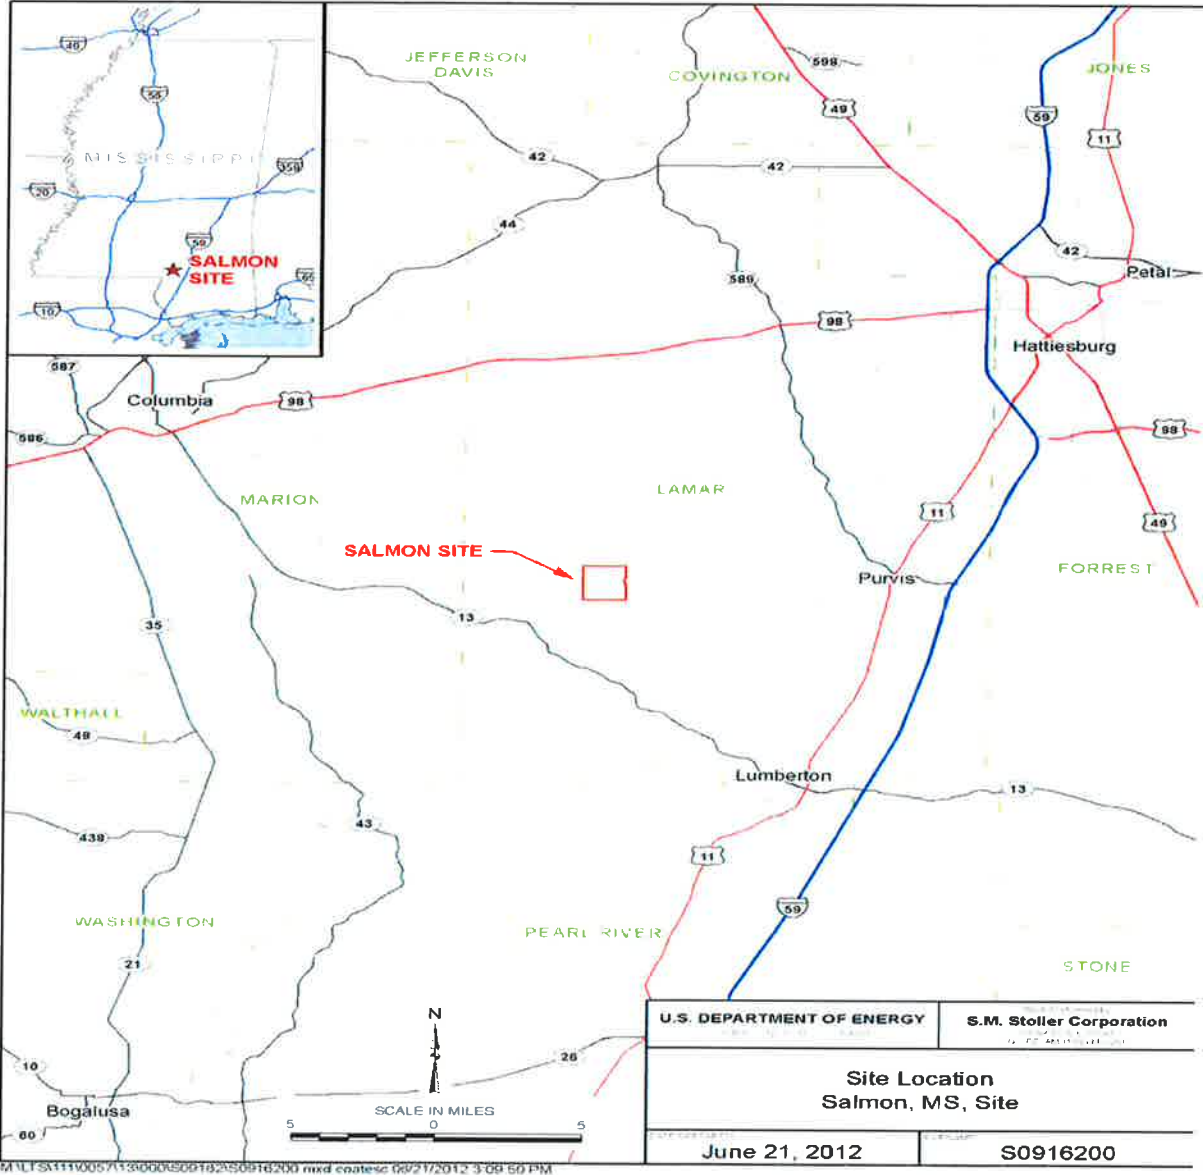 55
MISSISSIPPI
20
59
SALMON
SITE
10
JEFFERSON
DAVIS
COVINGTON
598
JONES
49
59
11
42
42
44
589
42
Petal
98
Hattiesburg
587
Columbia
98
586
98
MARION
LAMAR
11
49
SALMON SITE
Purvis
FORREST
13
35
WALTHALL
48
Lumberton
13
43
438
11
59
WASHINGTON
PEARL RIVER
21
STONE
N
U.S. DEPARTMENT OF ENERGY
S.M. Stoller Corporation
26
10
Site Location
Salmon, MS, Site
Bogalusa
SCALE IN MILES
5 0 5
60
June 21, 2012
S0916200